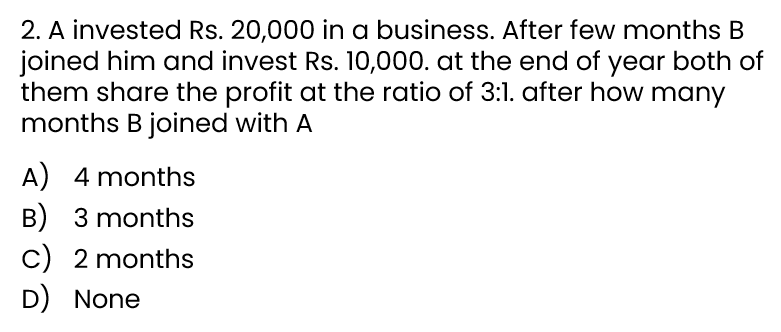 2. A invested Rs. 20,000 in a business. After few months B
joined him and invest Rs. 10,000. at the end of year both of
them share the profit at the ratio of 3:1. after how many
months B joined with A
A) 4 months
B) 3 months
C) 2 months
D) None